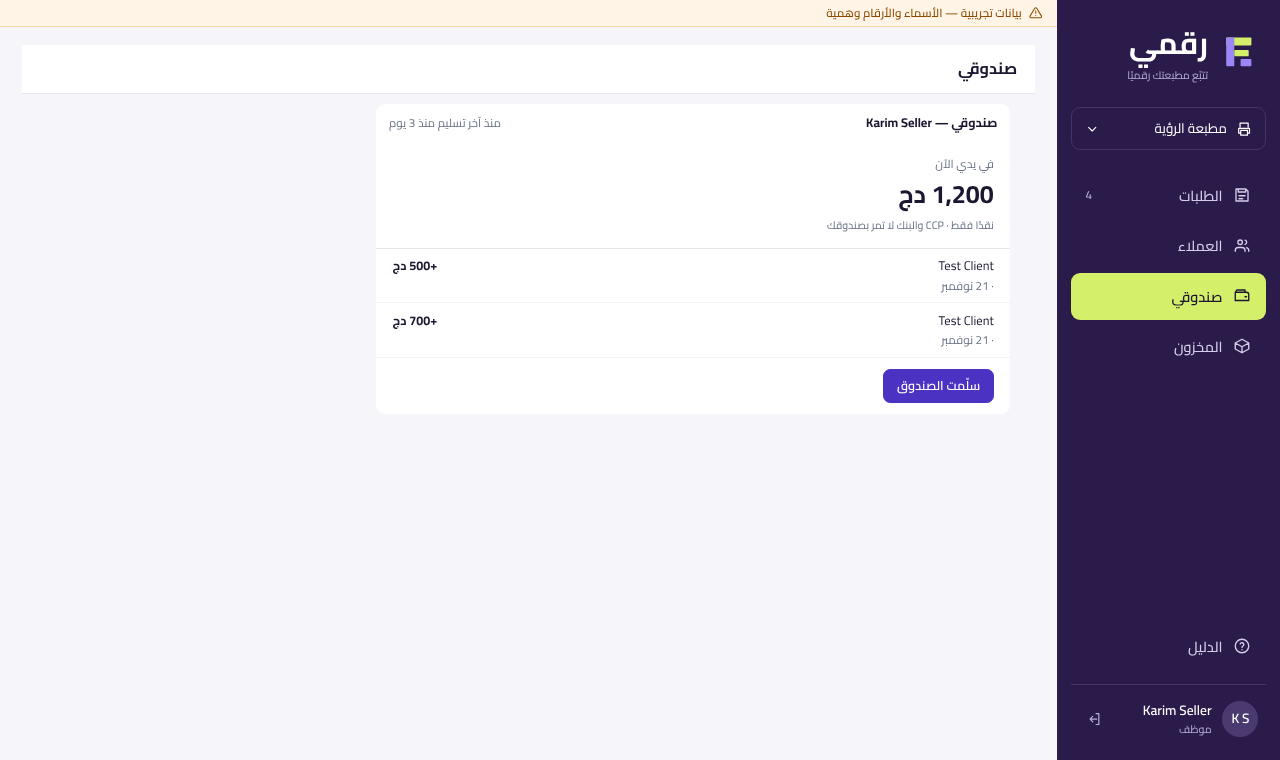 بيانات تجريبية — الأسماء والأرقام وهمية
رقمي
تتبّع مطبعتك رقميًا
مطبعة الرؤية
الطلبات 4
العملاء
صندوقي
المخزون
الدليل
KS
Karim Seller
موظف
صندوقي
صندوقي — Karim Seller
منذ آخر تسليم منذ 3 يوم
في يدي الآن
1,200 دج
نقدًا فقط · CCP والبنك لا تمر بصندوقك
Test Client
+500 دج
· 21 نوفمبر
Test Client
+700 دج
· 21 نوفمبر
سلّمت الصندوق